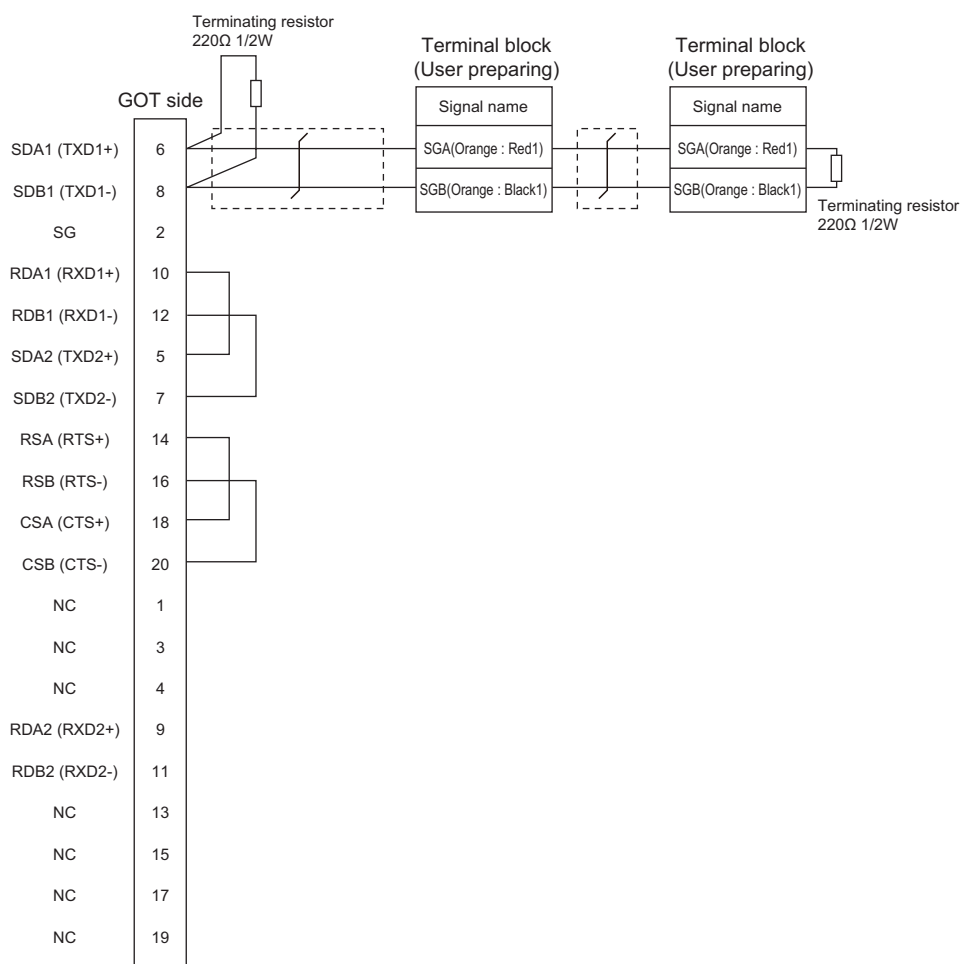 Terminating resistor
220Ω 1/2W
Terminal block
(User preparing)
Terminal block
(User preparing)
GOT side
Signal name
Signal name
SDA1 (TXD1+) 6 SGA(Orange : Red1) SGA(Orange : Red1)
SDB1 (TXD1-) 8 SGB(Orange : Black1) SGB(Orange : Black1)
Terminating resistor
220Ω 1/2W
SG 2
RDA1 (RXD1+) 10
RDB1 (RXD1-) 12
SDA2 (TXD2+) 5
SDB2 (TXD2-) 7
RSA (RTS+) 14
RSB (RTS-) 16
CSA (CTS+) 18
CSB (CTS-) 20
NC 1
NC 3
NC 4
RDA2 (RXD2+) 9
RDB2 (RXD2-) 11
NC 13
NC 15
NC 17
NC 19